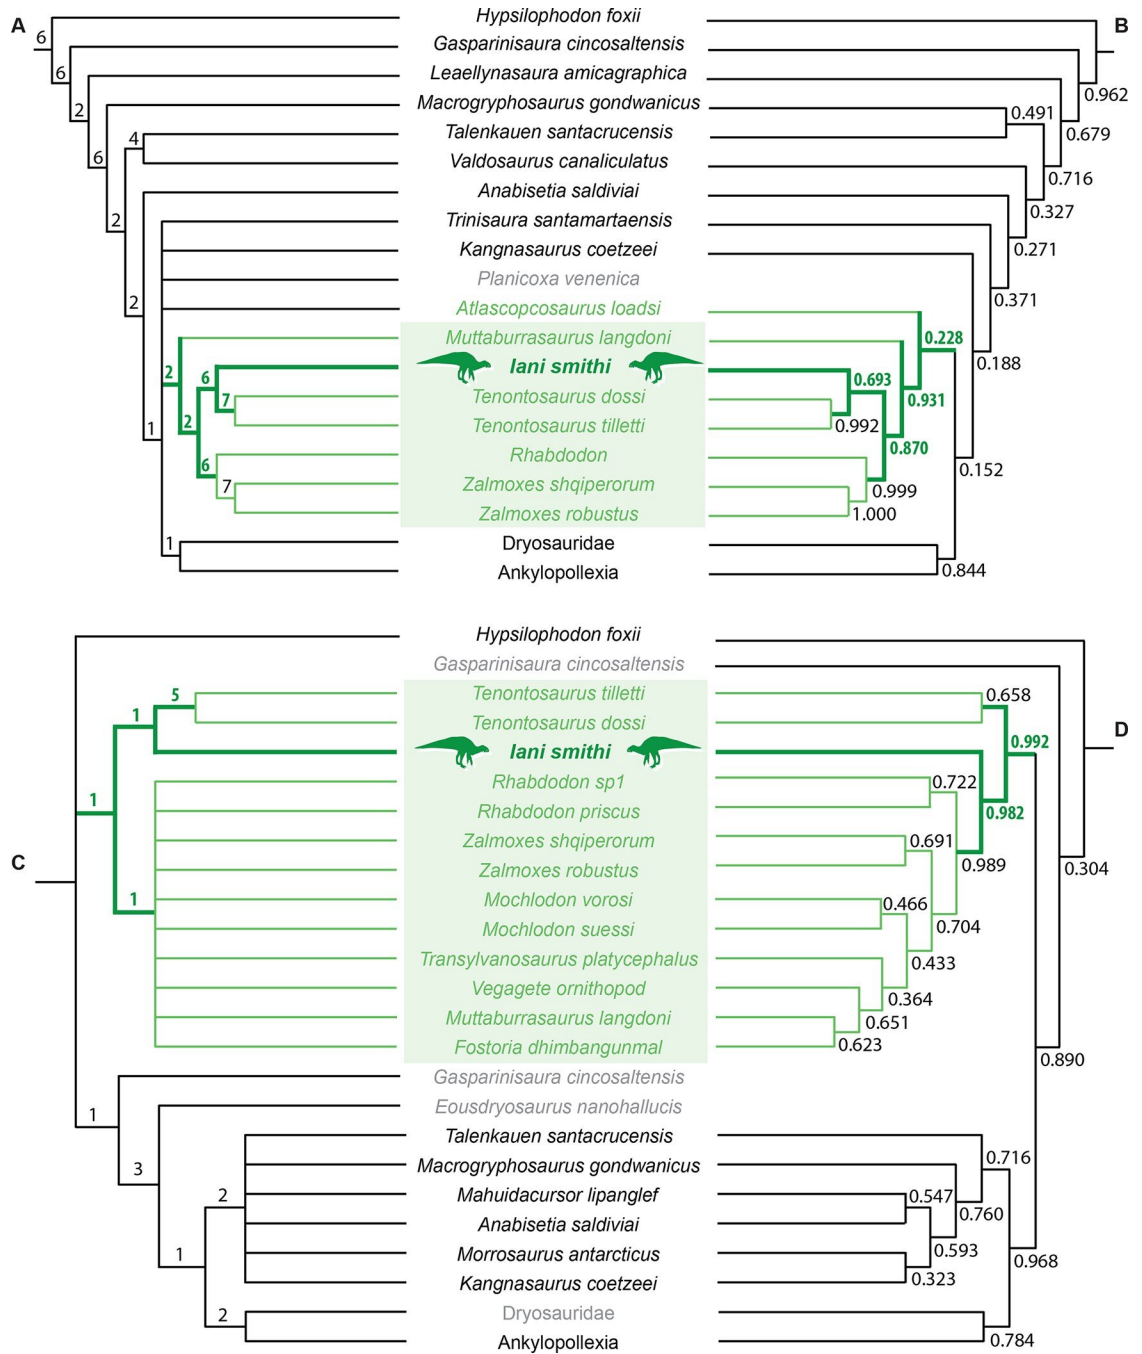 A
B
Hypsilophodon foxii
6
Gasparinisaura cincosaltensis
6
Leaellynasaura amicagraphica
0.962
2
Macrogryphosaurus gondwanicus
0.491
4
Talenkauen santacrucensis
0.679
6
Valdosaurus canaliculatus
0.716
Anabisetia saldiviai
2
Trinisaura santamartaensis
0.327
Kangnasaurus coetzeei
0.271
Planicoxa venenica
2
Atlascopcosaurus loadsi
0.371
Muttaburrasaurus langdoni
0.228
2
6
Iani smithi
0.693
0.188
7
Tenontosaurus dossi
0.931
2
Tenontosaurus tilletti
0.992
1
Rhabdodon
0.870
6
0.152
7
Zalmoxes shqiperorum
0.999
Zalmoxes robustus
1.000
1
Dryosauridae
Ankylopollexia
0.844
Hypsilophodon foxii
Gasparinisaura cincosaltensis
5
Tenontosaurus tilletti
0.658
1
Tenontosaurus dossi
D
Iani smithi
0.992
1
Rhabdodon sp1
0.722
Rhabdodon priscus
0.982
Zalmoxes shqiperorum
0.691
C
Zalmoxes robustus
0.989
0.304
1
Mochlodon vorosi
0.466
Mochlodon suessi
0.704
Transylvanosaurus platycephalus
0.433
Vegagete ornithopod
0.364
Muttaburrasaurus langdoni
0.651
Fostoria dhimbangunmal
0.623
0.890
Gasparinisaura cincosaltensis
1
Eousdryosaurus nanohallucis
Talenkauen santacrucensis
3
Macrogryphosaurus gondwanicus
0.716
2
Mahuidacursor lipanglef
0.547
Anabisetia saldiviai
0.760
1
Morrosaurus antarcticus
0.593
Kangnasaurus coetzeei
0.323
0.968
2
Dryosauridae
Ankylopollexia
0.784